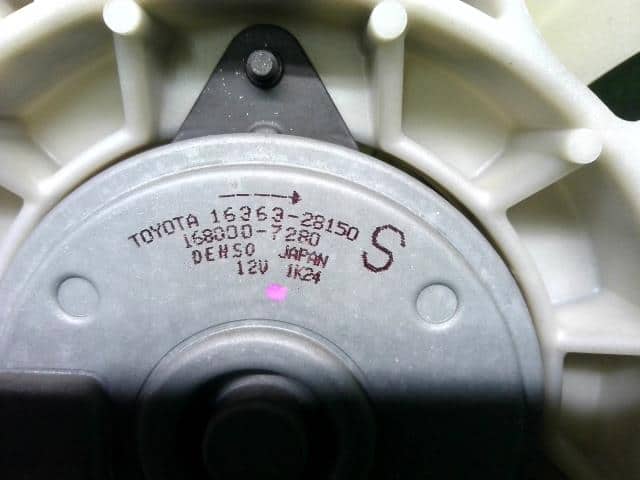 TOYOTA 16363-28150
168000-7280
DENSO JAPAN
12V 1K24
S